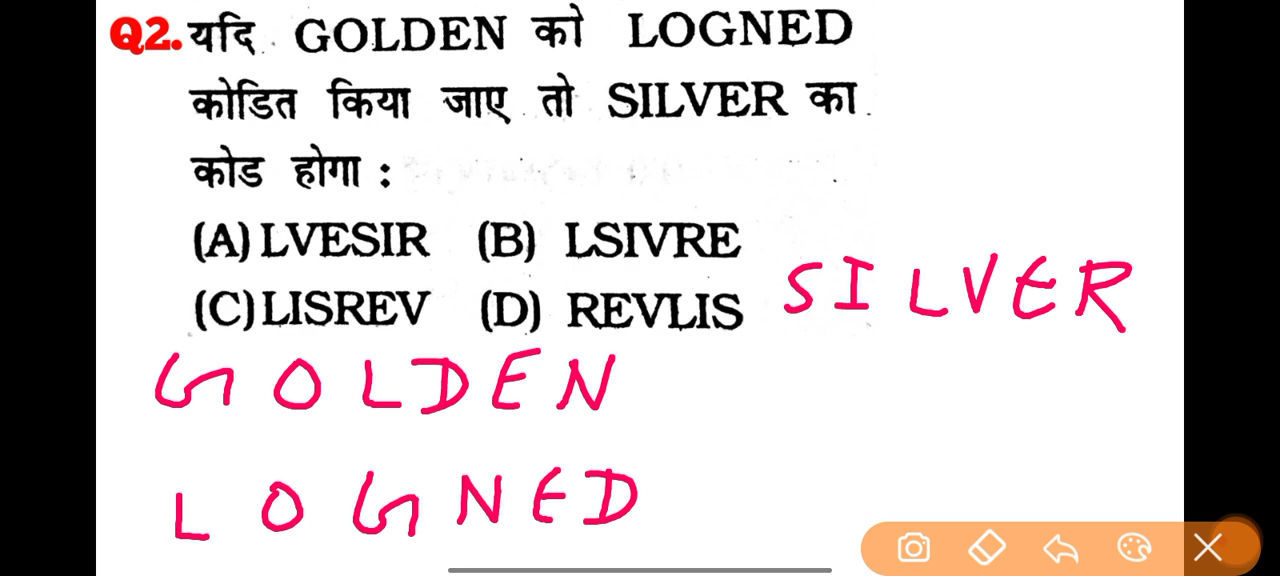 Q2. यदि GOLDEN को LOGNED
कोडित किया जाए तो SILVER का
कोड होगा :
(A) LVESIR (B) LSIVRE
(C) LISREV (D) REVLIS
SILVER
GOLDEN
LOGNED